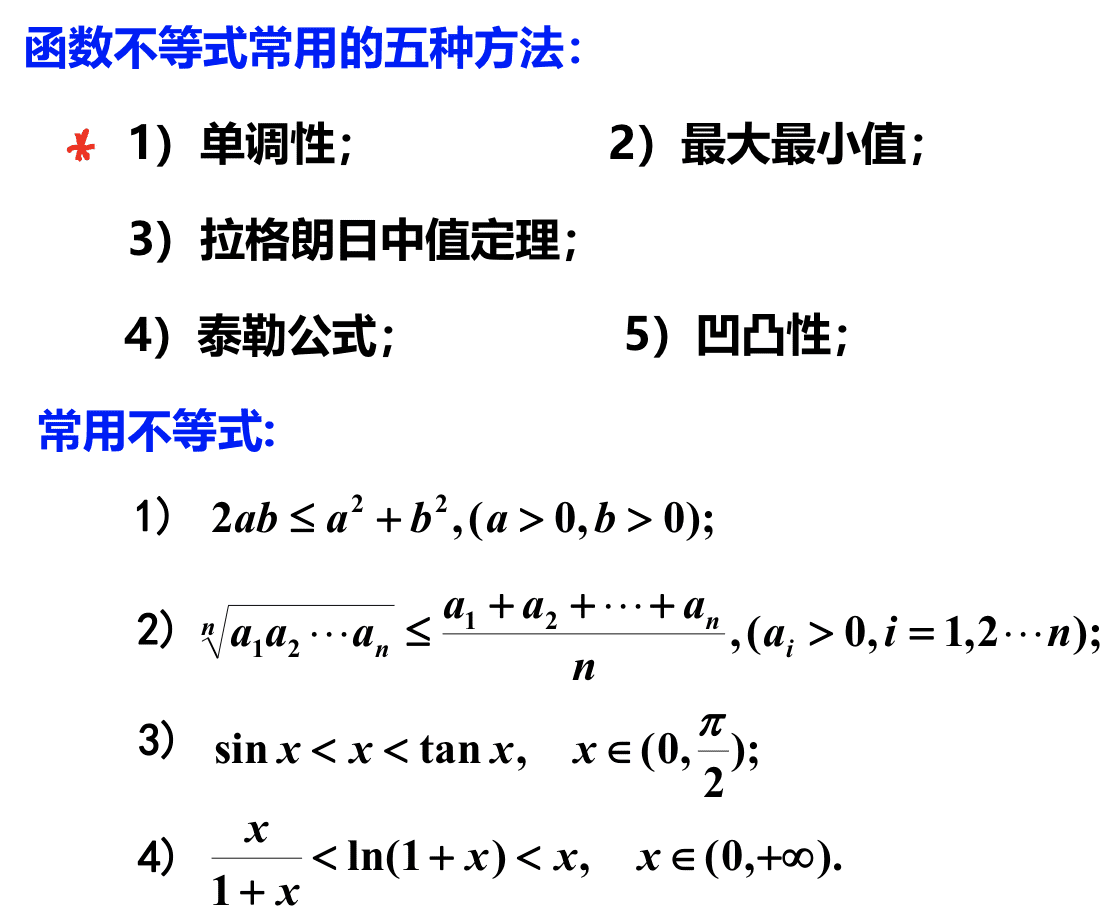 函数不等式常用的五种方法：
* 1）单调性； 2）最大最小值；
3）拉格朗日中值定理；
4）泰勒公式； 5）凹凸性；
常用不等式:
1) $2ab \leq a^2 + b^2, (a > 0, b > 0);$
2) $\sqrt[n]{a_1 a_2 \cdots a_n} \leq \frac{a_1 + a_2 + \cdots + a_n}{n}, (a_i > 0, i = 1,2 \cdots n);$
3) $\sin x < x < \tan x, \quad x \in (0, \frac{\pi}{2});$
4) $\frac{x}{1+x} < \ln(1+x) < x, \quad x \in (0, +\infty).$